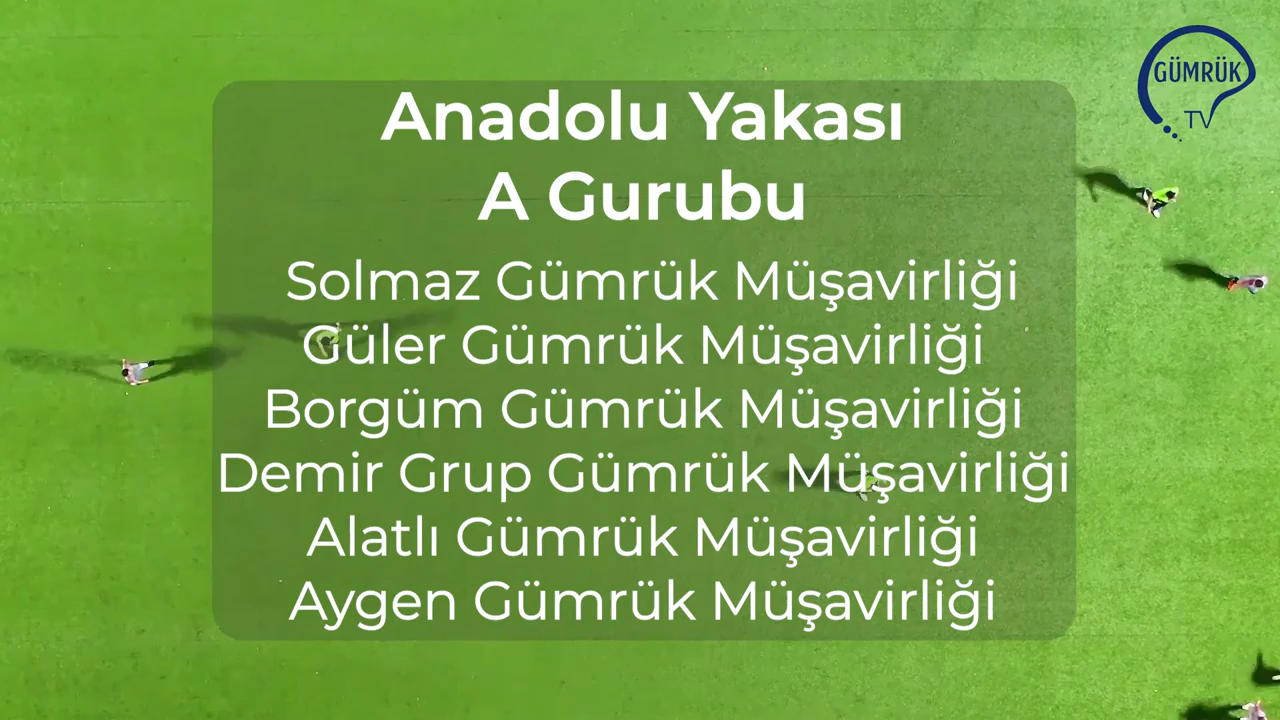 GÜMRÜK
TV
Anadolu Yakası
A Gurubu
Solmaz Gümrük Müşavirliği
Güler Gümrük Müşavirliği
Borgüm Gümrük Müşavirliği
Demir Grup Gümrük Müşavirliği
Alatlı Gümrük Müşavirliği
Aygen Gümrük Müşavirliği